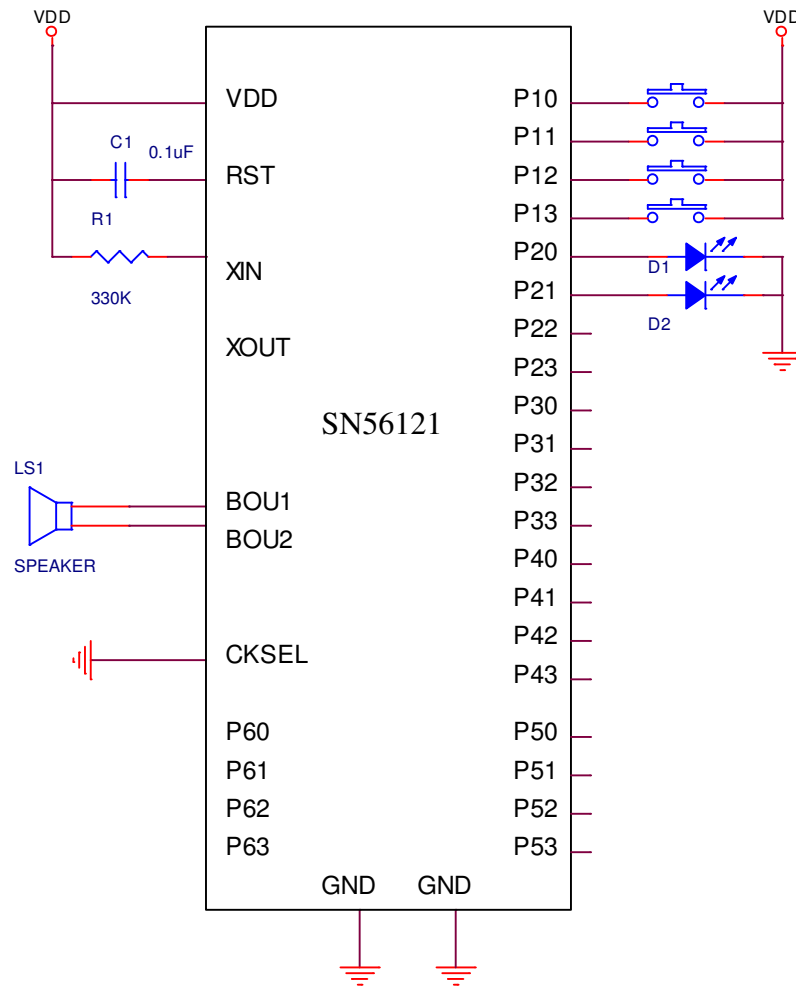 VDD
VDD
VDD
P10
C1
0.1uF
P11
RST
P12
R1
P13
XIN
P20
D1
330K
P21
D2
XOUT
P22
P23
P30
SN56121
P31
LS1
P32
BOU1
P33
BOU2
SPEAKER
P40
P41
CKSEL
P42
P43
P60
P50
P61
P51
P62
P52
P63
P53
GND
GND